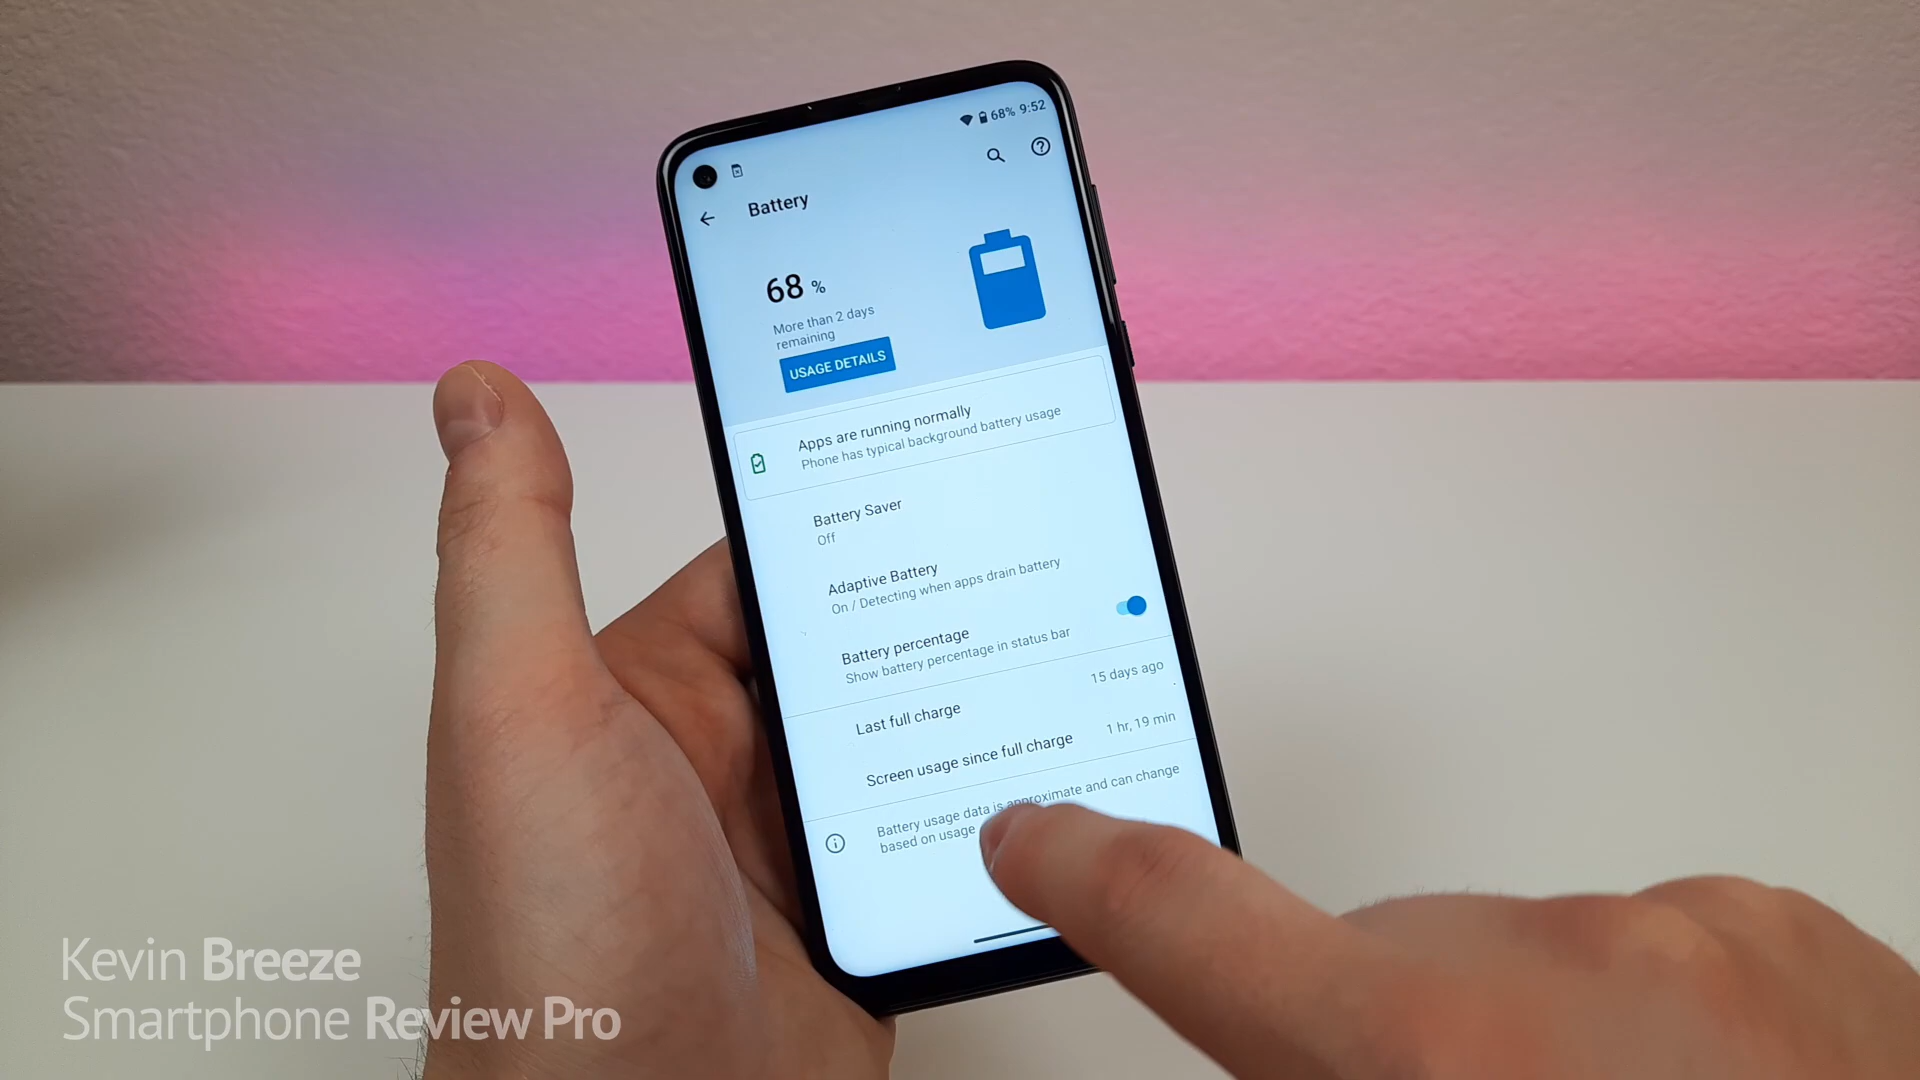 68% 9:52
Battery
68 %
More than 2 days
remaining
USAGE DETAILS
Apps are running normally
Phone has typical background battery usage
Battery Saver
Off
Adaptive Battery
On / Detecting when apps drain battery
Battery percentage
Show battery percentage in status bar
Last full charge
15 days ago
Screen usage since full charge
1 hr, 19 min
Battery usage data is approximate and can change
based on usage
Kevin Breeze
Smartphone Review Pro